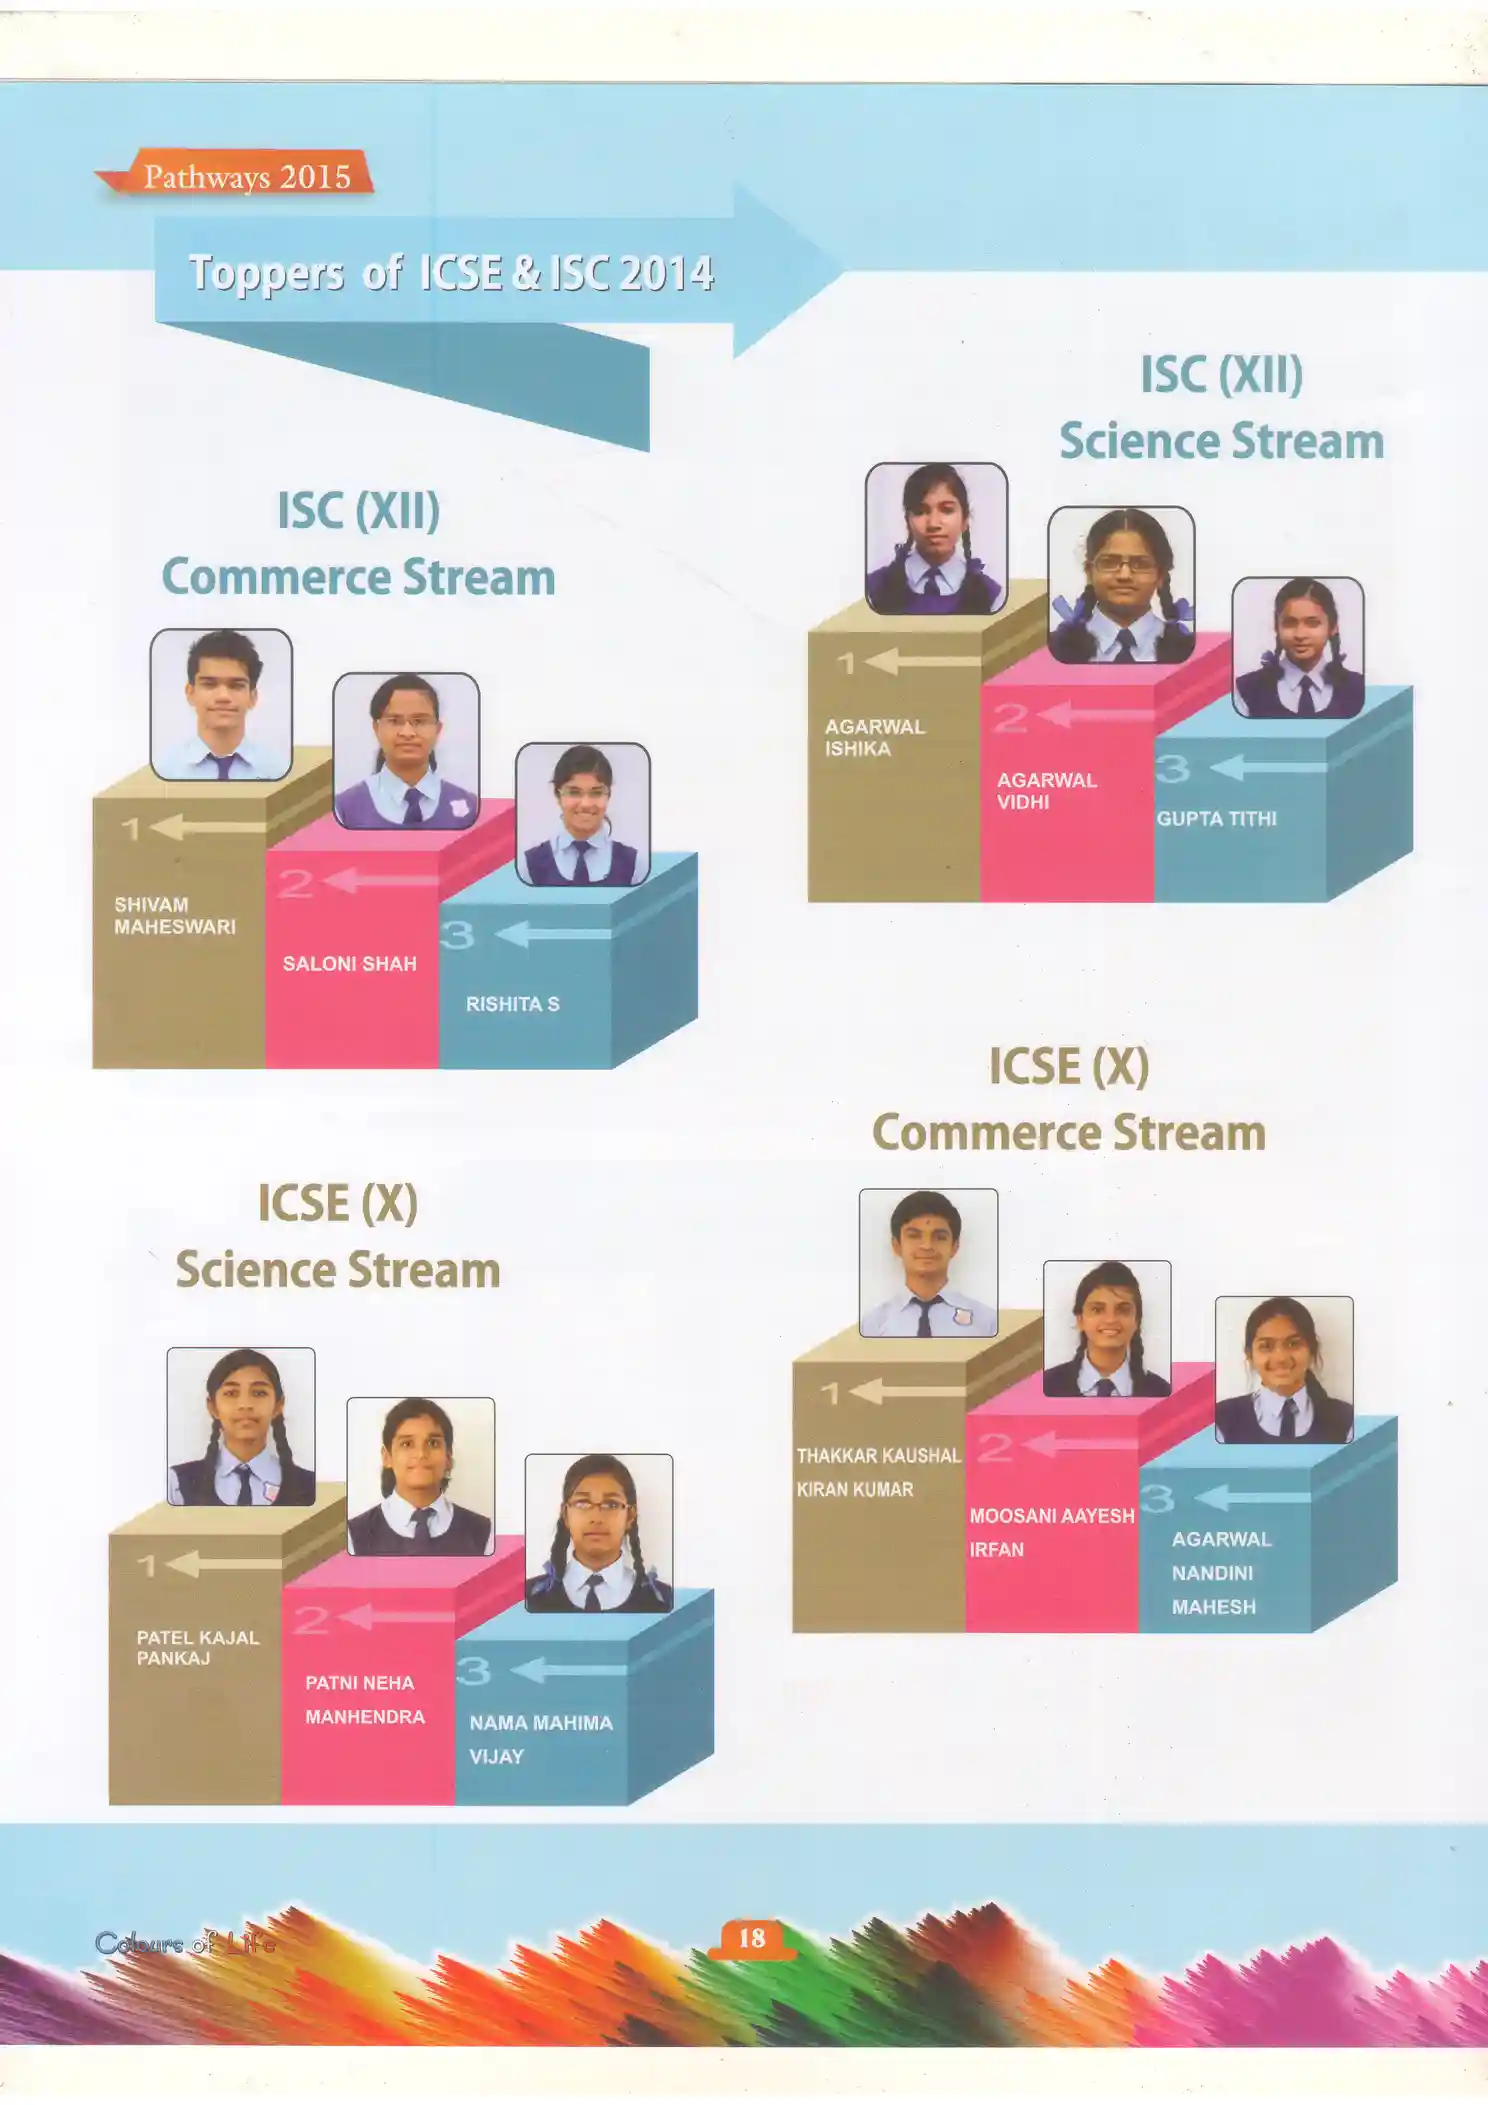 Pathways 2015
Toppers of ICSE & ISC 2014
ISC (XII)
Commerce Stream
1
SHIVAM
MAHESWARI
2
SALONI SHAH
3
RISHITA S
ISC (XII)
Science Stream
1
AGARWAL
ISHIKA
2
AGARWAL
VIDHI
3
GUPTA TITHI
ICSE (X)
Science Stream
1
PATEL KAJAL
PANKAJ
2
PATNI NEHA
MANHENDRA
3
NAMA MAHIMA
VIJAY
ICSE (X)
Commerce Stream
1
THAKKAR KAUSHAL
KIRAN KUMAR
2
MOOSANI AAYESH
IRFAN
3
AGARWAL
NANDINI
MAHESH
Colours of Life
18